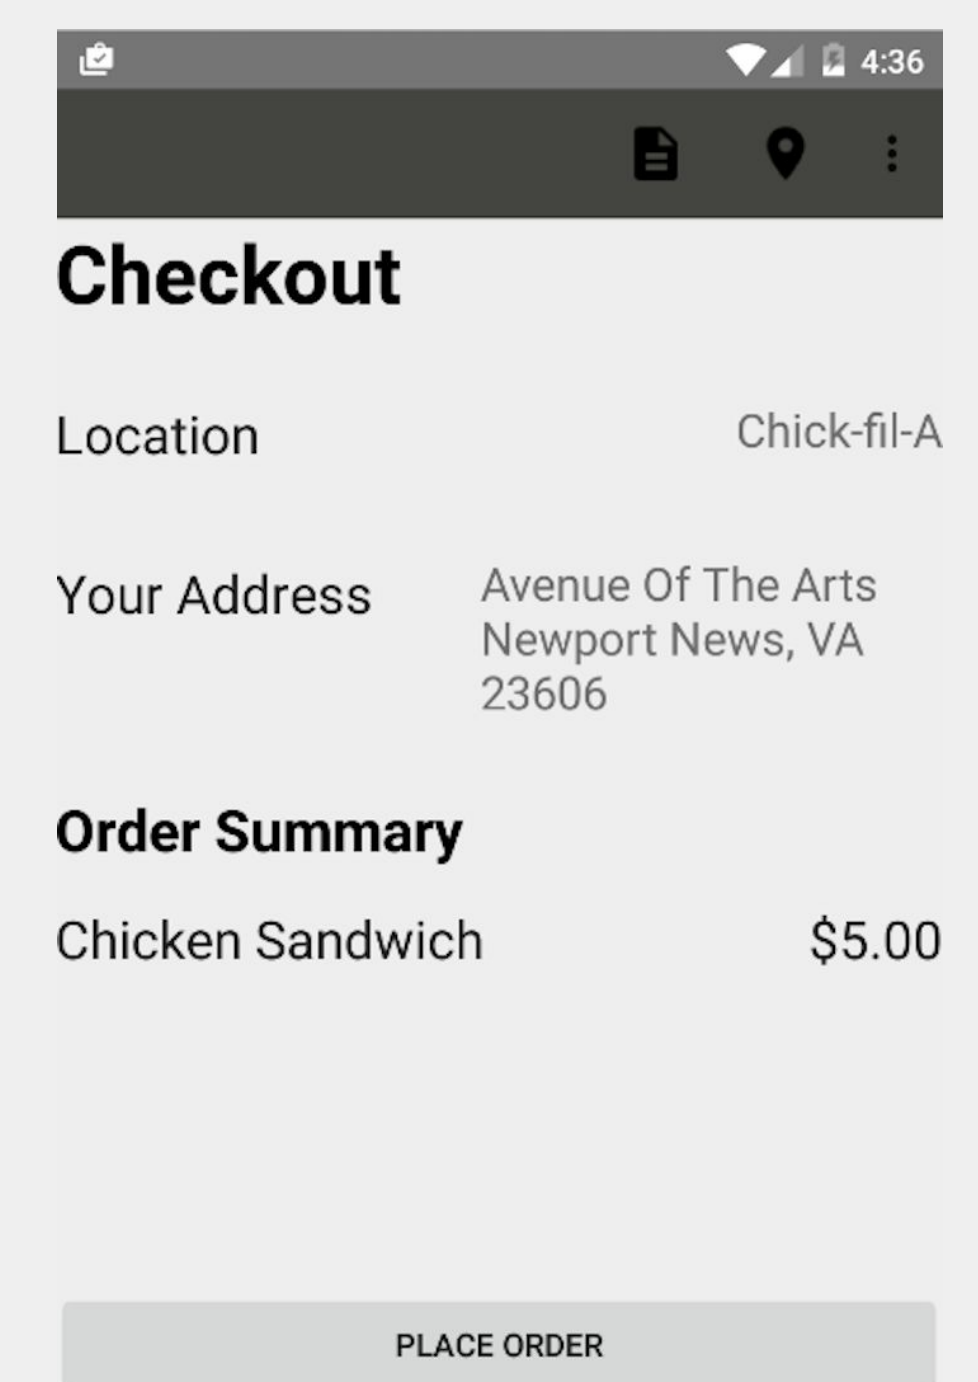 4:36
Checkout
Location
Chick-fil-A
Your Address
Avenue Of The Arts
Newport News, VA
23606
Order Summary
Chicken Sandwich
$5.00
PLACE ORDER